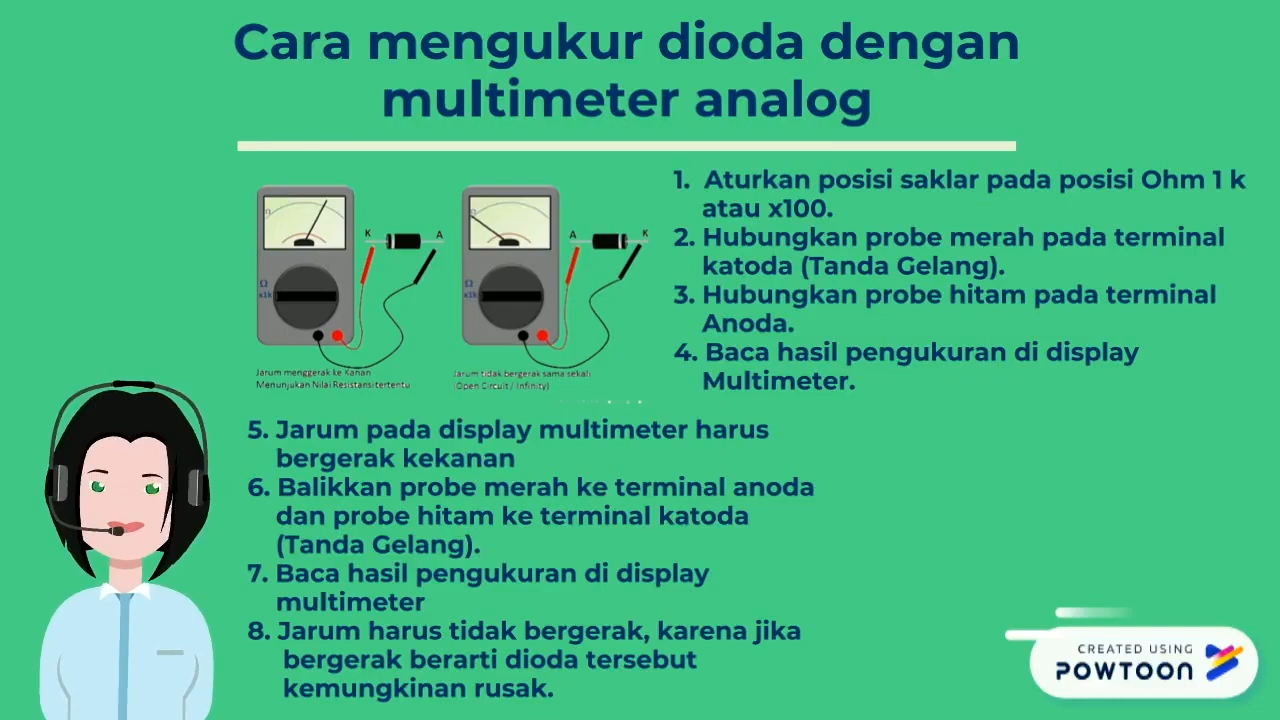 Cara mengukur dioda dengan
multimeter analog
K
A
A
K
Ω
x1k
Ω
x1k
Jarum menggerak ke Kanan
Menunjukan Nilai Resistansi tertentu
Jarum tidak bergerak sama sekali
(Open Circuit / Infinity)
1. Aturkan posisi saklar pada posisi Ohm 1 k
atau x100.
2. Hubungkan probe merah pada terminal
katoda (Tanda Gelang).
3. Hubungkan probe hitam pada terminal
Anoda.
4. Baca hasil pengukuran di display
Multimeter.
5. Jarum pada display multimeter harus
bergerak kekanan
6. Balikkan probe merah ke terminal anoda
dan probe hitam ke terminal katoda
(Tanda Gelang).
7. Baca hasil pengukuran di display
multimeter
8. Jarum harus tidak bergerak, karena jika
bergerak berarti dioda tersebut
kemungkinan rusak.
CREATED USING
POWTOON